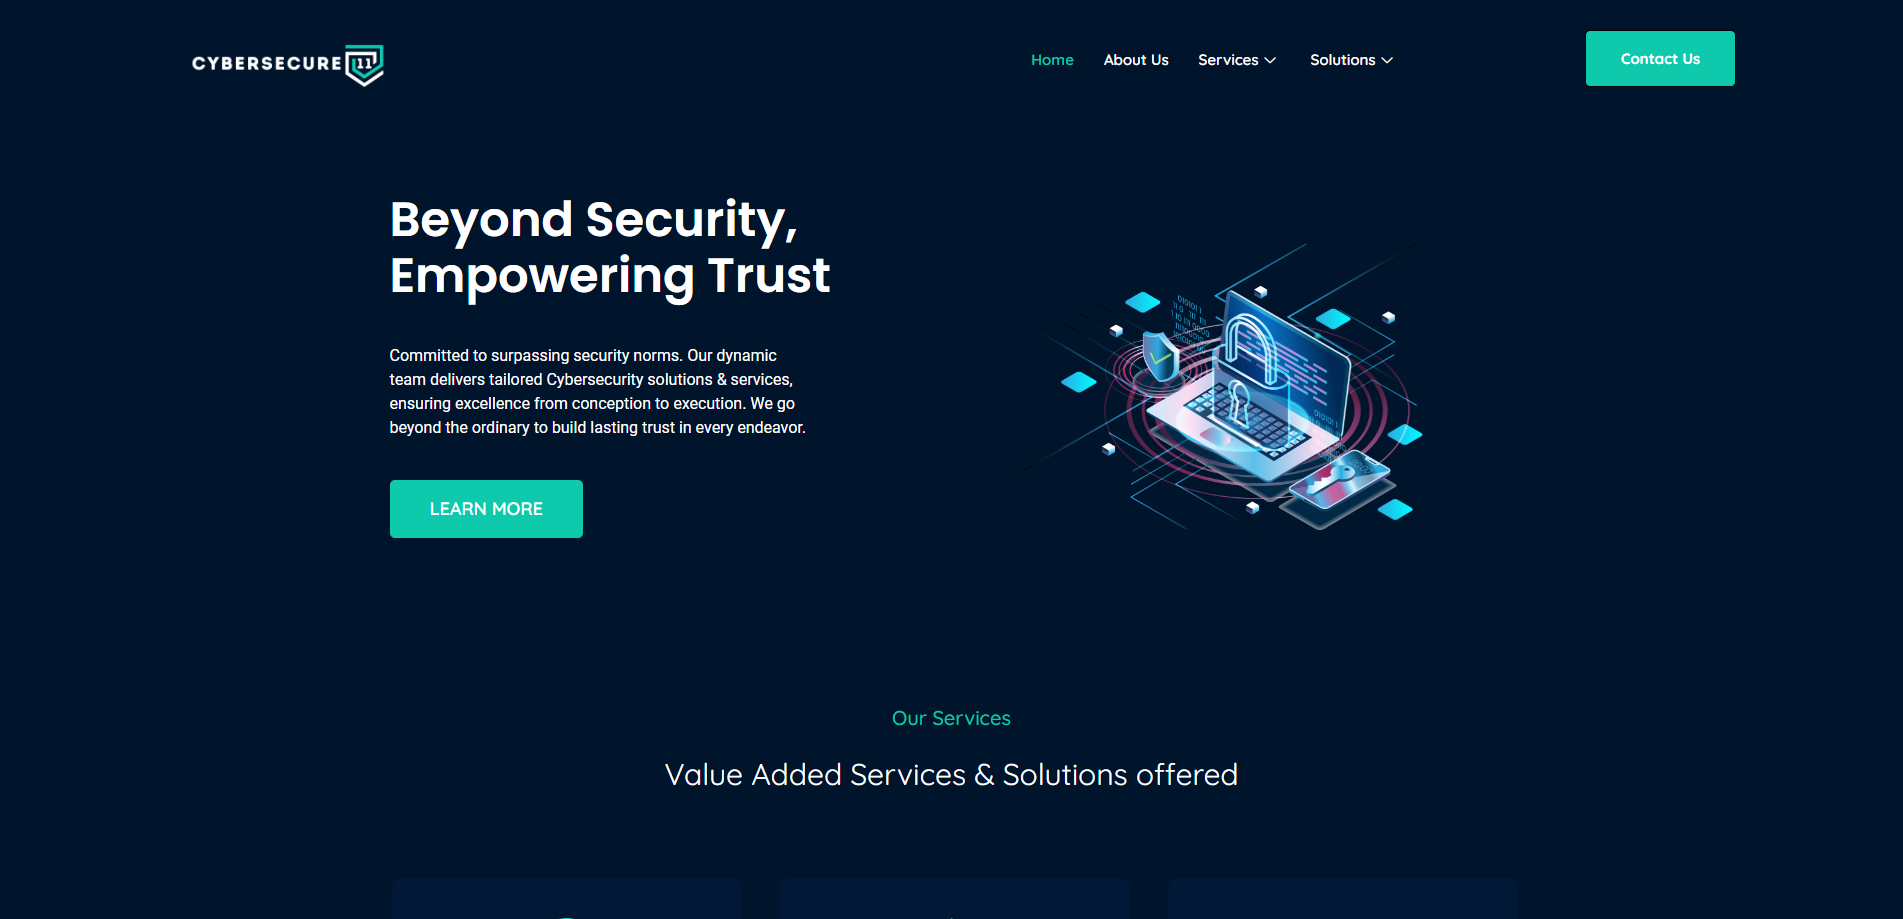 CYBERSECURE 11
Home
About Us
Services
Solutions
Contact Us
Beyond Security,
Empowering Trust
Committed to surpassing security norms. Our dynamic
team delivers tailored Cybersecurity solutions & services,
ensuring excellence from conception to execution. We go
beyond the ordinary to build lasting trust in every endeavor.
LEARN MORE
Our Services
Value Added Services & Solutions offered